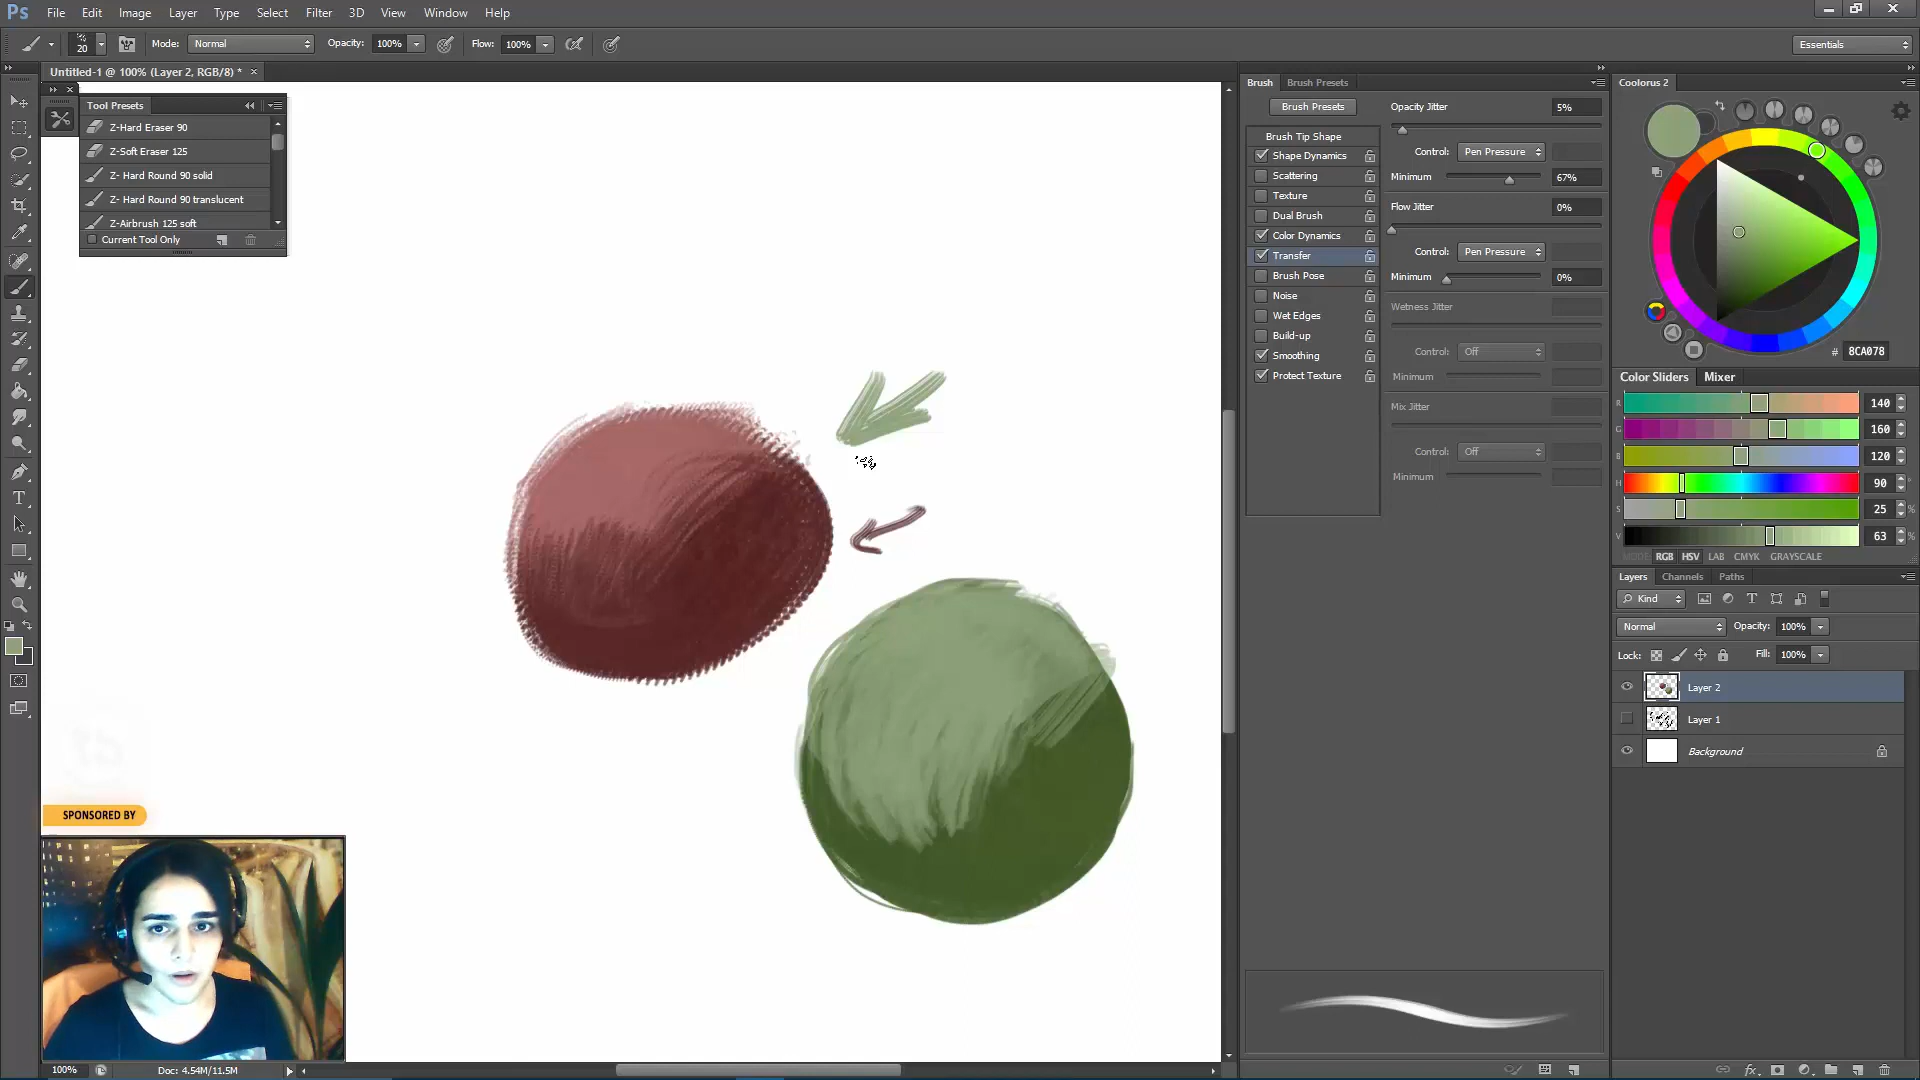 Ps File Edit Image Layer Type Select Filter 3D View Window Help
20 Mode: Normal Opacity: 100% Flow: 100% Essentials
Untitled-1 @ 100% (Layer 2, RGB/8) *
Tool Presets
Z-Hard Eraser 90
Z-Soft Eraser 125
Z- Hard Round 90 solid
Z- Hard Round 90 translucent
Z-Airbrush 125 soft
Current Tool Only
SPONSORED BY
100% Doc: 4.54M/11.5M
Brush Brush Presets
Brush Presets
Brush Tip Shape
Shape Dynamics
Scattering
Texture
Dual Brush
Color Dynamics
Transfer
Brush Pose
Noise
Wet Edges
Build-up
Smoothing
Protect Texture
Opacity Jitter 5%
Control: Pen Pressure
Minimum 67%
Flow Jitter 0%
Control: Pen Pressure
Minimum 0%
Wetness Jitter
Control: Off
Minimum
Mix Jitter
Control: Off
Minimum
Coolorus 2
# 8CA078
Color Sliders Mixer
R 140
G 160
B 120
H 90 °
S 25 %
V 63 %
MODE RGB HSV LAB CMYK GRAYSCALE
Layers Channels Paths
Kind T
Normal Opacity: 100%
Lock: Fill: 100%
Layer 2
Layer 1
Background
fx